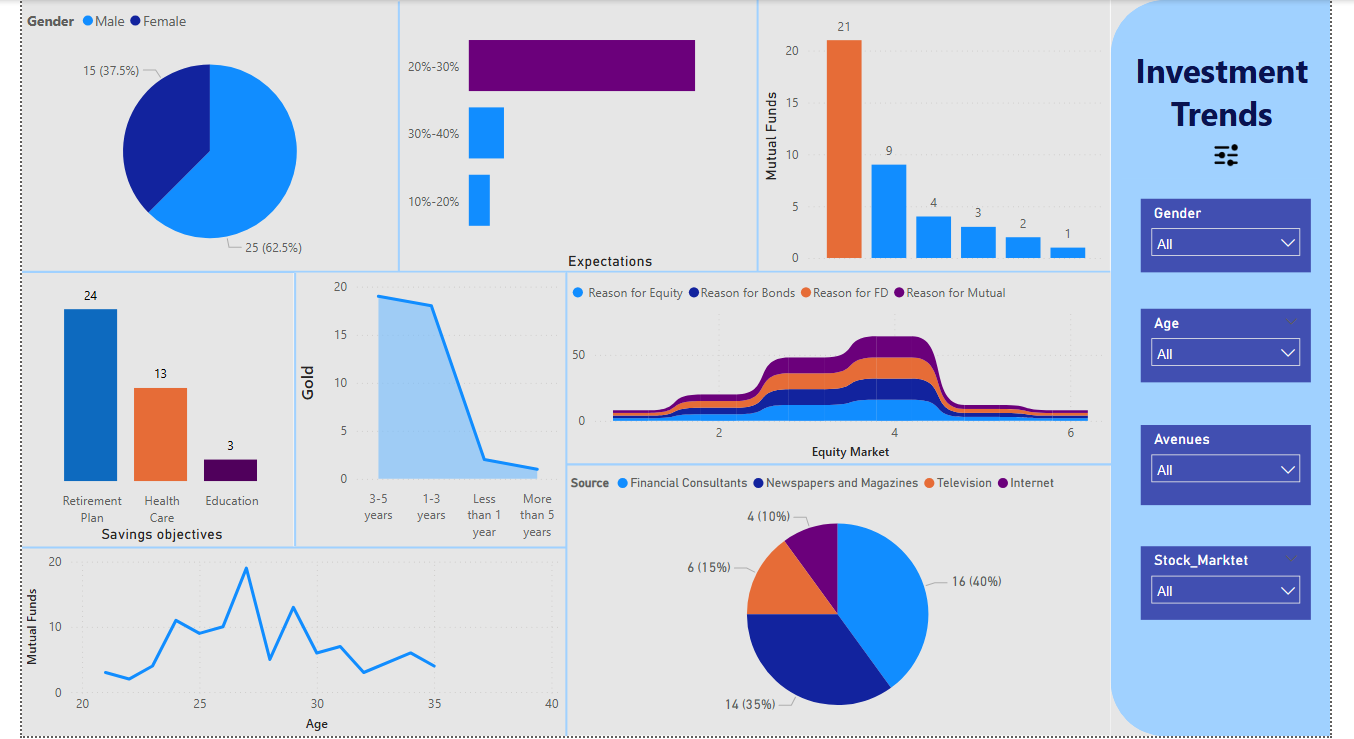 Gender Male Female
15 (37.5%)
25 (62.5%)
20%-30%
30%-40%
10%-20%
Expectations
Mutual Funds
20
15
10
5
0
21
9
4
3
2
1
24
13
3
Retirement
Plan
Health
Care
Education
Savings objectives
Gold
20
15
10
5
0
3-5
years
1-3
years
Less
than 1
year
More
than 5
years
Reason for Equity Reason for Bonds Reason for FD Reason for Mutual
50
0
2 4 6
Equity Market
Mutual Funds
20
10
0
20 25 30 35 40
Age
Source Financial Consultants Newspapers and Magazines Television Internet
4 (10%)
6 (15%)
16 (40%)
14 (35%)
Investment
Trends
Gender
All
Age
All
Avenues
All
Stock_Marktet
All